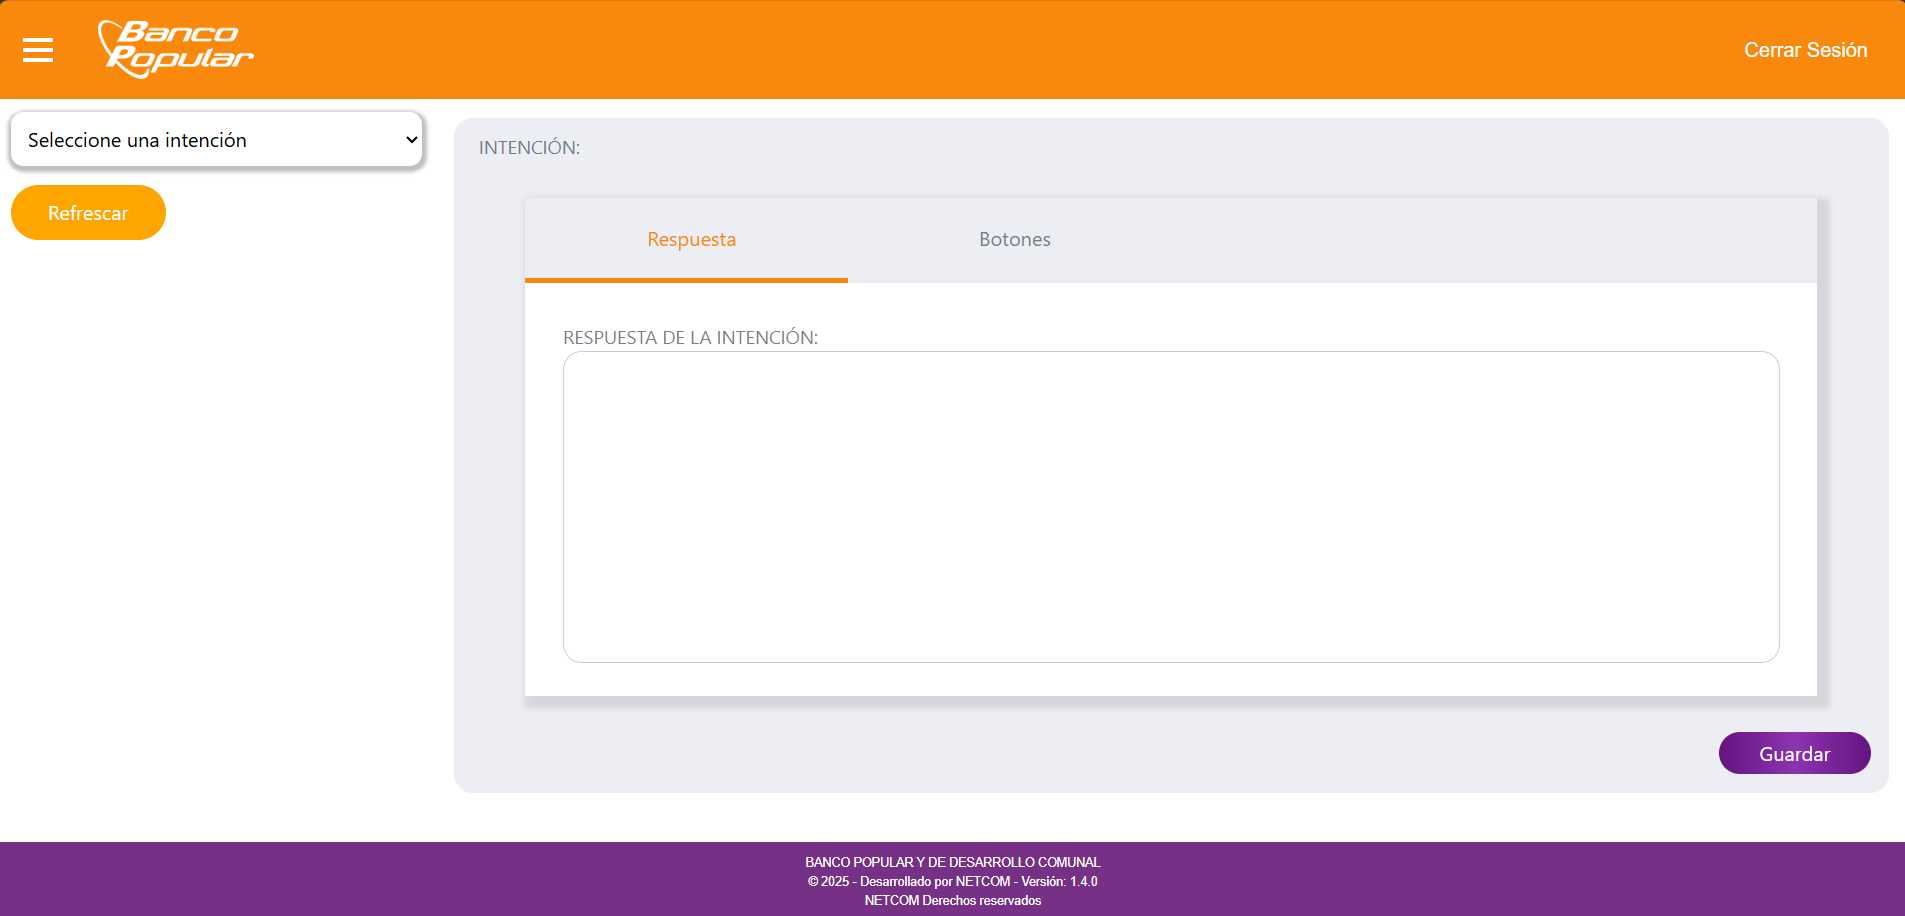 Banco
Popular
Cerrar Sesión
Seleccione una intención
Refrescar
INTENCIÓN:
Respuesta
Botones
RESPUESTA DE LA INTENCIÓN:
Guardar
BANCO POPULAR Y DE DESARROLLO COMUNAL
© 2025 - Desarrollado por NETCOM - Versión: 1.4.0
NETCOM Derechos reservados